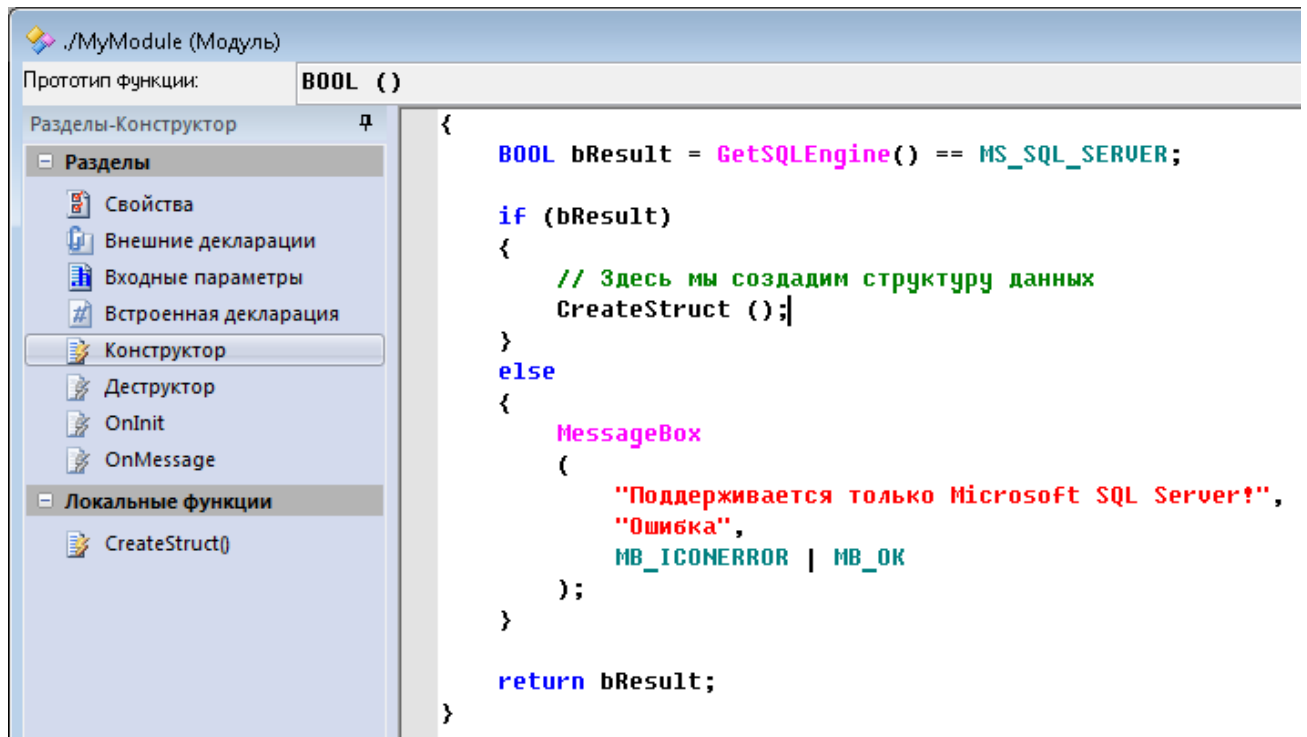 ./MyModule (Модуль)
Прототип функции: BOOL ()
Разделы-Конструктор
Разделы
Свойства
Внешние декларации
Входные параметры
Встроенная декларация
Конструктор
Деструктор
OnInit
OnMessage
Локальные функции
CreateStruct()
{
BOOL bResult = GetSQLEngine() == MS_SQL_SERVER;
if (bResult)
{
// Здесь мы создадим структуру данных
CreateStruct ();
}
else
{
MessageBox
(
"Поддерживается только Microsoft SQL Server!",
"Ошибка",
MB_ICONERROR | MB_OK
);
}
return bResult;
}